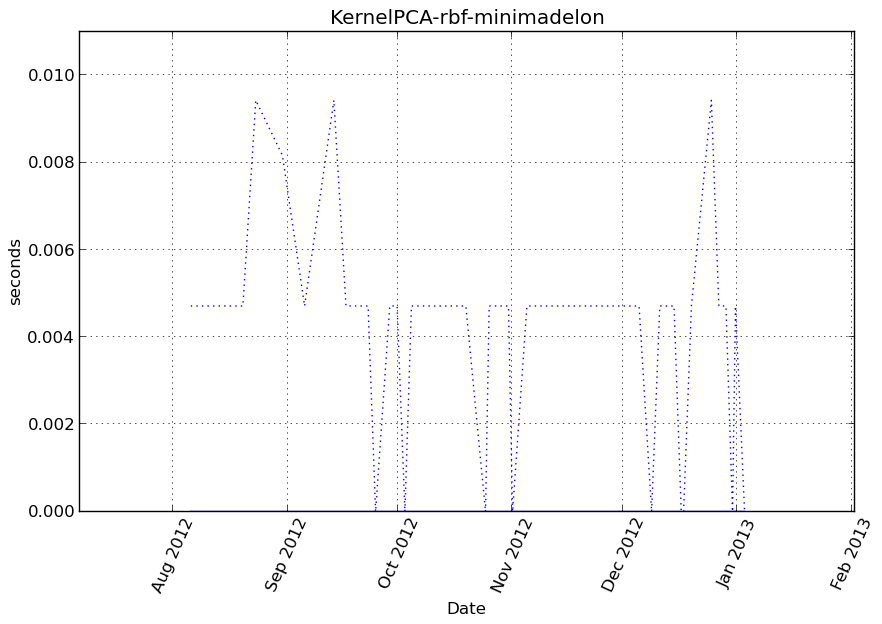 KernelPCA-rbf-minimadelon
0.010
0.008
0.006
0.004
0.002
0.000
seconds
Aug 2012
Sep 2012
Oct 2012
Nov 2012
Dec 2012
Jan 2013
Feb 2013
Date